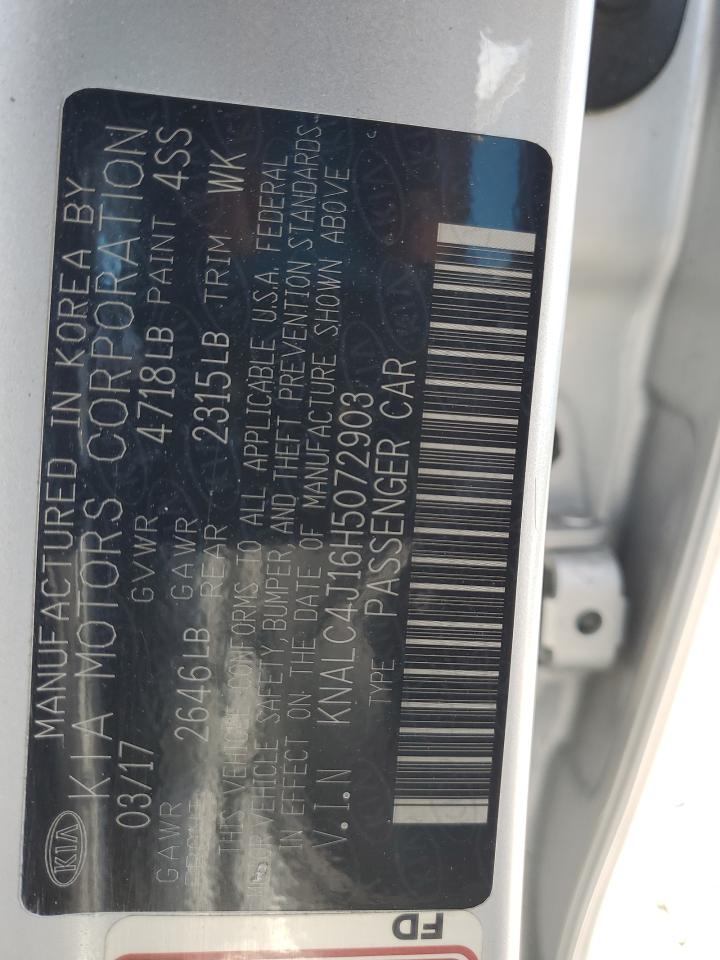 KIA
MANUFACTURED IN KOREA BY
KIA MOTORS CORPORATION
03/17 GVWR 4718LB PAINT 4SS
GAWR FRONT 2646LB GAWR REAR 2315LB TRIM WK
THIS VEHICLE CONFORMS TO ALL APPLICABLE U.S.A. FEDERAL
MOTOR VEHICLE SAFETY, BUMPER, AND THEFT PREVENTION STANDARDS
IN EFFECT ON THE DATE OF MANUFACTURE SHOWN ABOVE
V.I.N KNALC4J16H5072903
TYPE PASSENGER CAR
FD